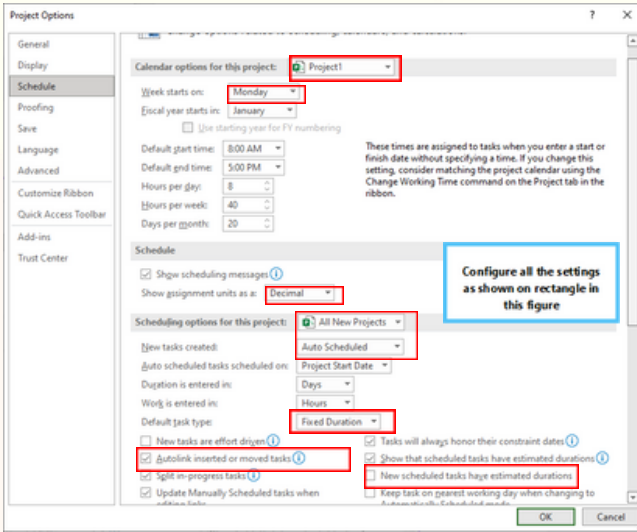 Project Options
? X
General
Display
Schedule
Proofing
Save
Language
Advanced
Customize Ribbon
Quick Access Toolbar
Add-ins
Trust Center
Calendar options for this project: Project1
Week starts on: Monday
Fiscal year starts in: January
Use starting year for FY numbering
Default start time: 8:00 AM
Default end time: 5:00 PM
Hours per day: 8
Hours per week: 40
Days per month: 20
These times are assigned to tasks when you enter a start or
finish date without specifying a time. If you change this
setting, consider matching the project calendar using the
Change Working Time command on the Project tab in the
ribbon.
Schedule
Show scheduling messages
Show assignment units as a: Decimal
Configure all the settings
as shown on rectangle in
this figure
Scheduling options for this project: All New Projects
New tasks created: Auto Scheduled
Auto scheduled tasks scheduled on: Project Start Date
Duration is entered in: Days
Work is entered in: Hours
Default task type: Fixed Duration
New tasks are effort driven
Autolink inserted or moved tasks
Split in-progress tasks
Update Manually Scheduled tasks when
Tasks will always honor their constraint dates
Show that scheduled tasks have estimated durations
New scheduled tasks have estimated durations
Keep task on nearest working day when changing to
OK
Cancel